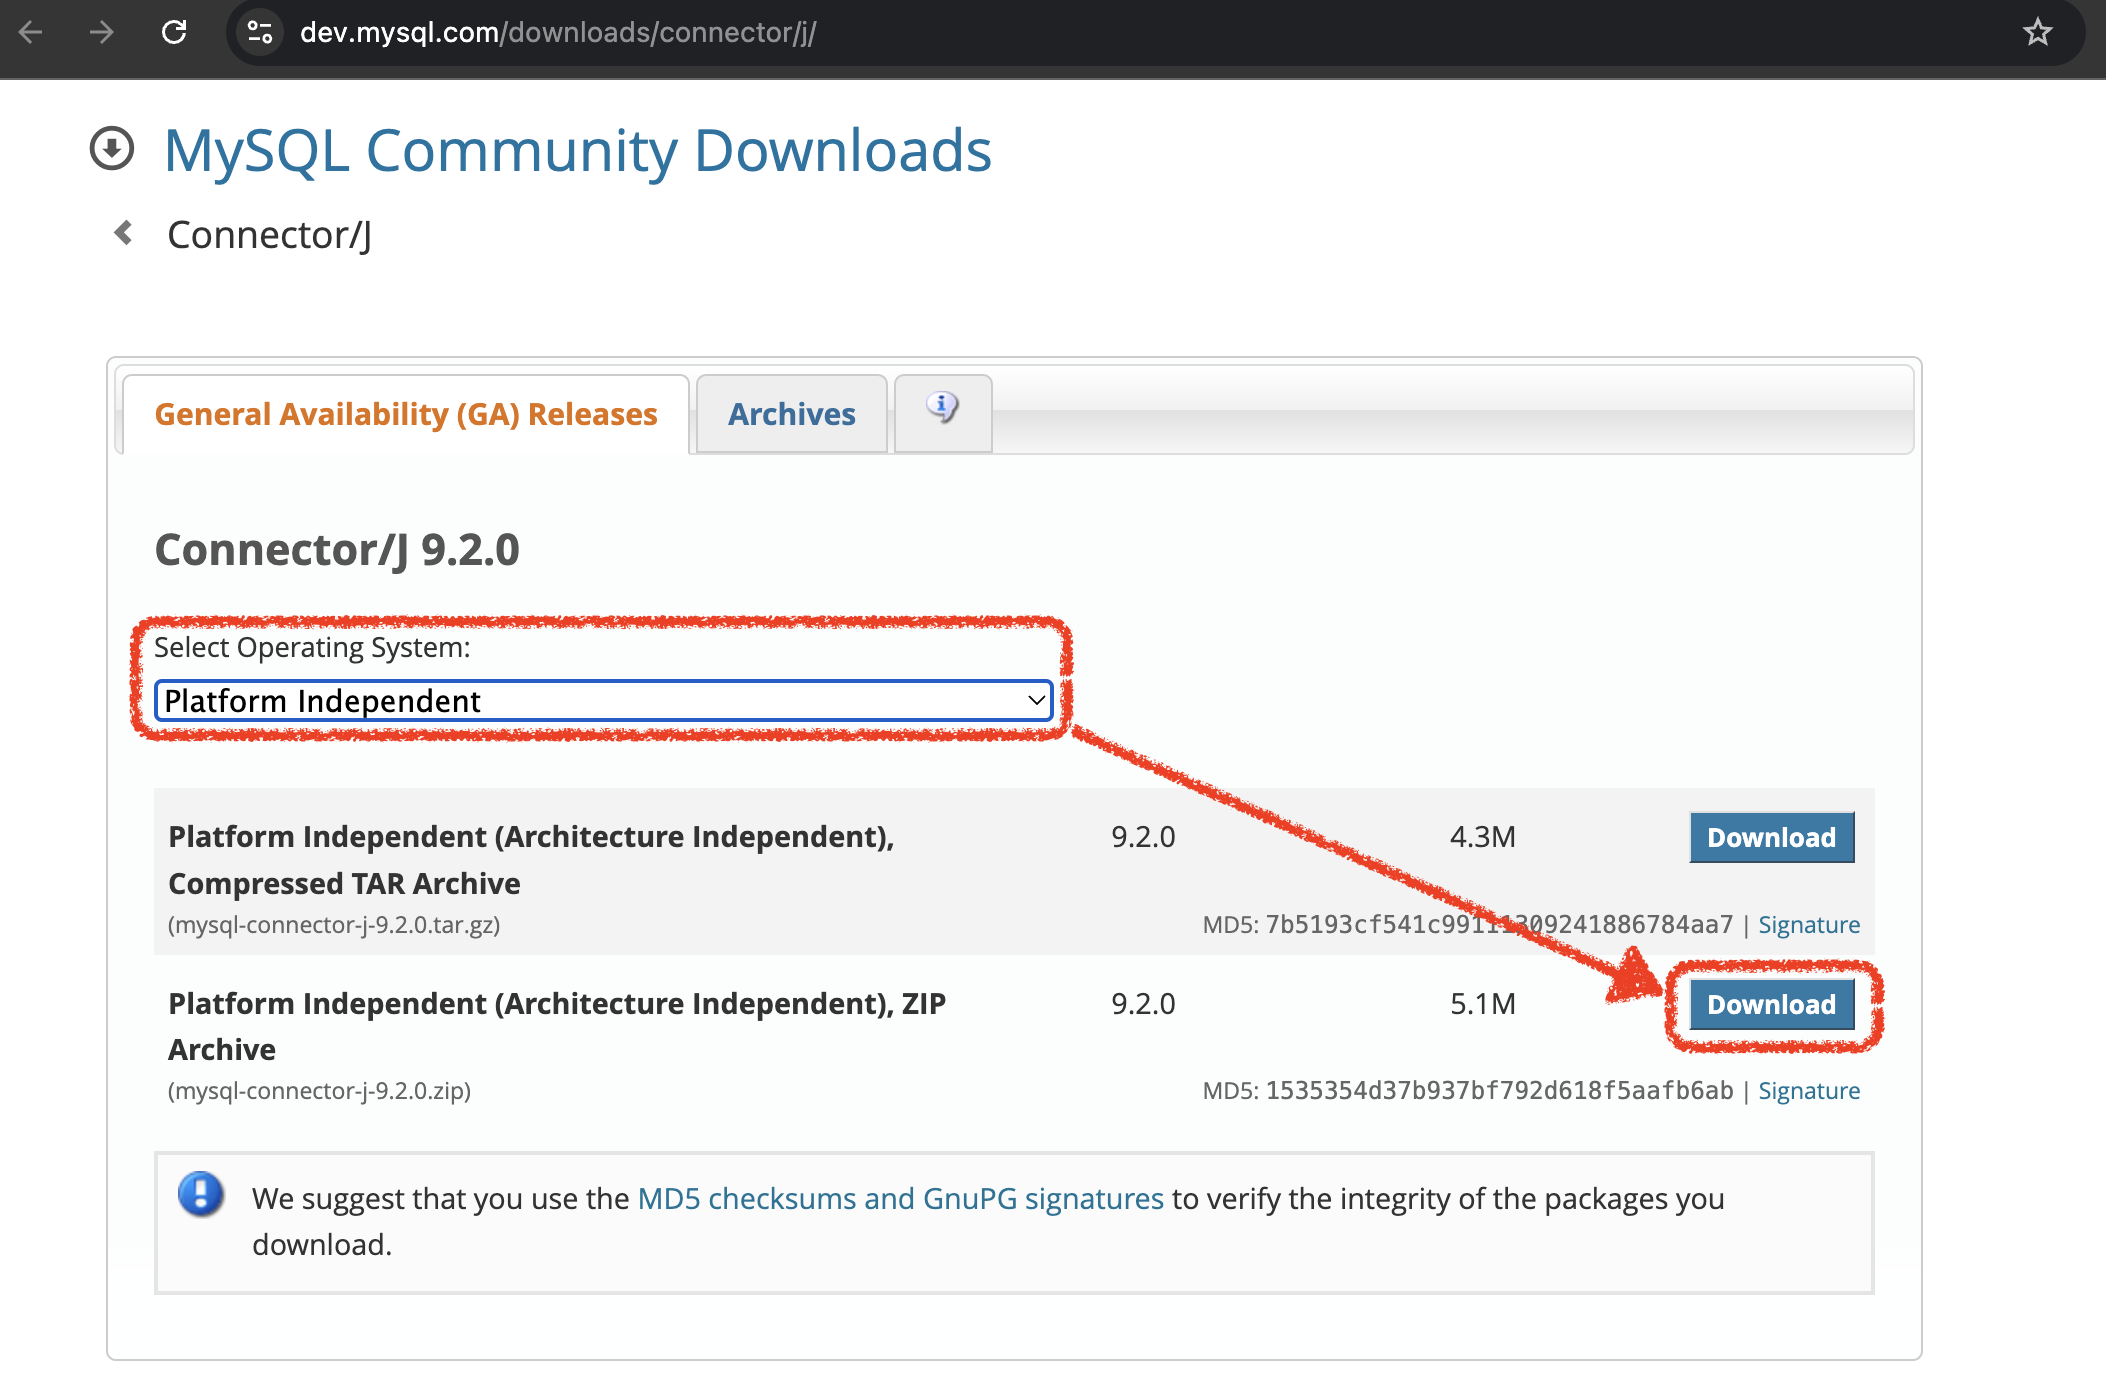 dev.mysql.com/downloads/connector/j/
MySQL Community Downloads
Connector/J
General Availability (GA) Releases
Archives
Connector/J 9.2.0
Select Operating System:
Platform Independent
Platform Independent (Architecture Independent),
Compressed TAR Archive
9.2.0
4.3M
Download
(mysql-connector-j-9.2.0.tar.gz)
MD5: | Signature
Platform Independent (Architecture Independent), ZIP
Archive
9.2.0
5.1M
Download
(mysql-connector-j-9.2.0.zip)
MD5: 1535354d37b937bf792d618f5aafb6ab | Signature
We suggest that you use the MD5 checksums and GnuPG signatures to verify the integrity of the packages you
download.